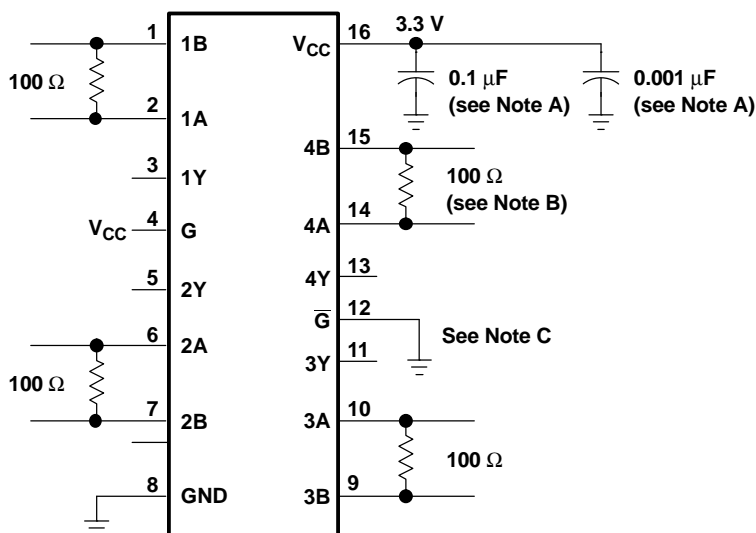 1
1B
100 Ω
2
1A
3
1Y
VCC
4
G
5
2Y
6
2A
100 Ω
7
2B
8
GND
VCC
16
3.3 V
0.1 μF
(see Note A)
0.001 μF
(see Note A)
4B
15
100 Ω
(see Note B)
4A
14
4Y
13
G̅
12
See Note C
3Y
11
3A
10
100 Ω
3B
9